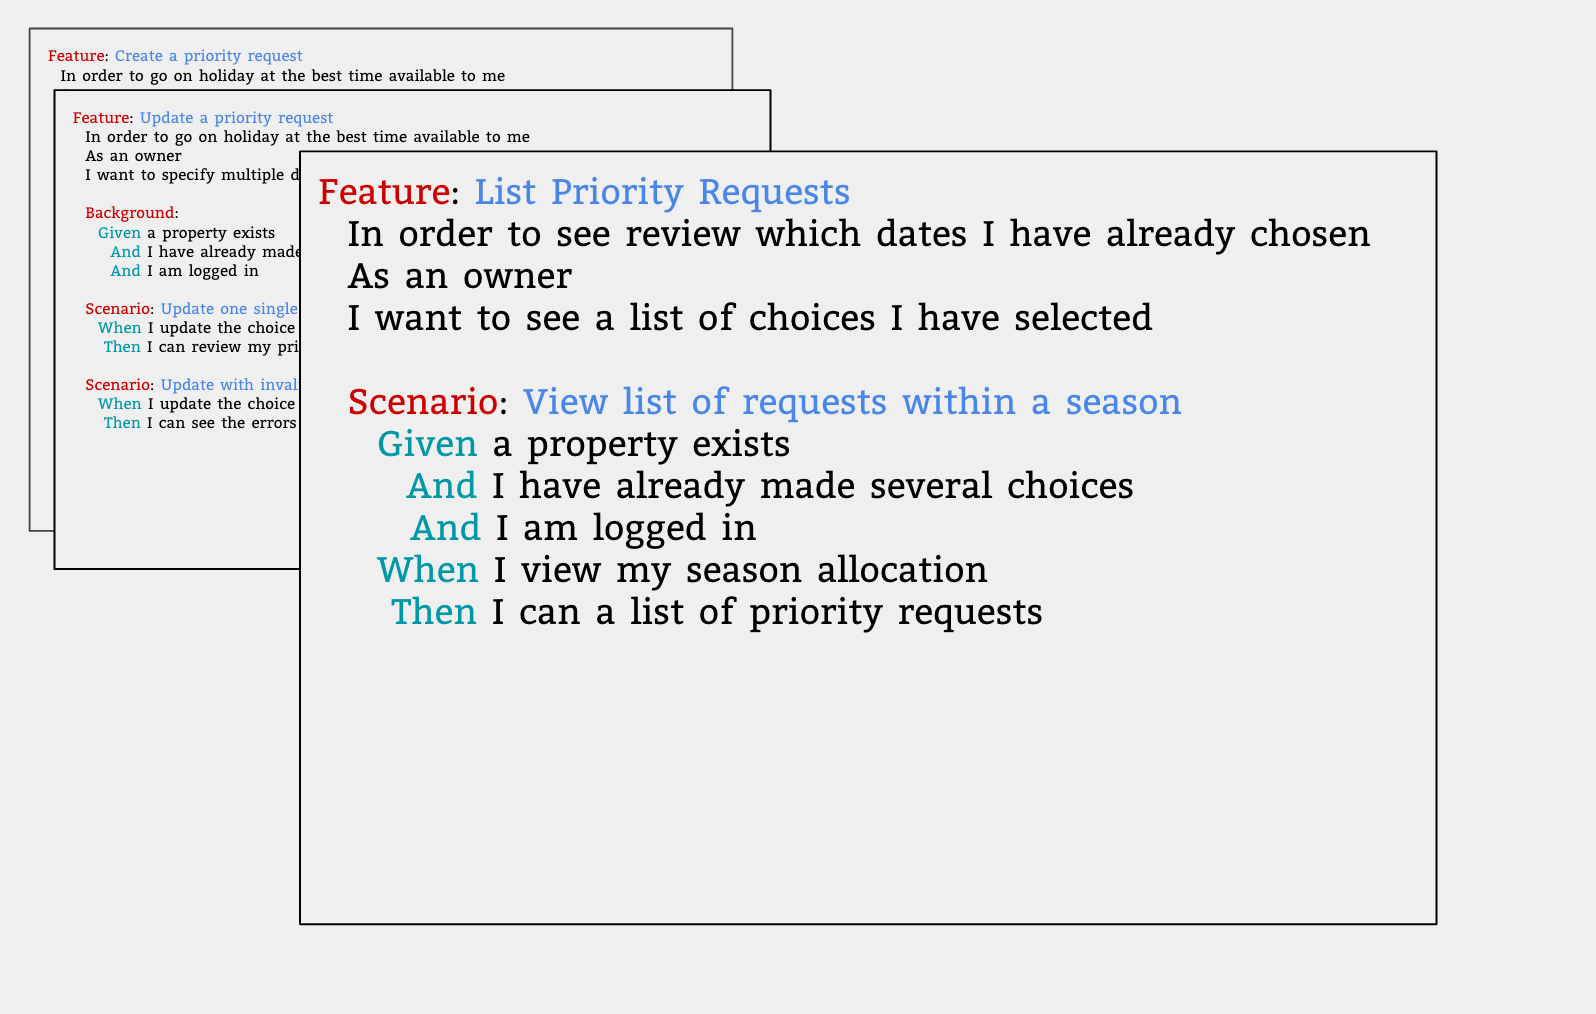 Feature: Create a priority request
In order to go on holiday at the best time available to me
Feature: Update a priority request
In order to go on holiday at the best time available to me
As an owner
I want to specify multiple
Background:
Given a property exists
And I have already made
And I am logged in
Scenario: Update one single
When I update the choice
Then I can review my
Scenario: Update with
When I update the choice
Then I can see the errors
Feature: List Priority Requests
In order to see review which dates I have already chosen
As an owner
I want to see a list of choices I have selected
Scenario: View list of requests within a season
Given a property exists
And I have already made several choices
And I am logged in
When I view my season allocation
Then I can a list of priority requests